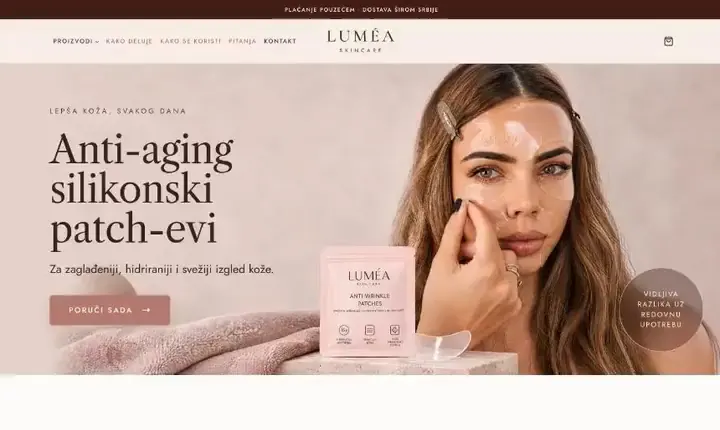 PLAĆANJE POUZEĆEM · DOSTAVA ŠIROM SRBIJE
PROIZVODI
KAKO DELUJE
KAKO SE KORISTI
PITANJA
KONTAKT
LUMÉA
SKINCARE
LEPŠA KOŽA, SVAKOG DANA
Anti-aging
silikonski
patch-evi
Za zaglađeniji, hidriraniji i svežiji izgled kože.
PORUČI SADA →
LUMÉA
SKINCARE
ANTI WRINKLE
PATCHES
VIDLJIVA
RAZLIKA UZ
REDOVNU
UPOTREBU